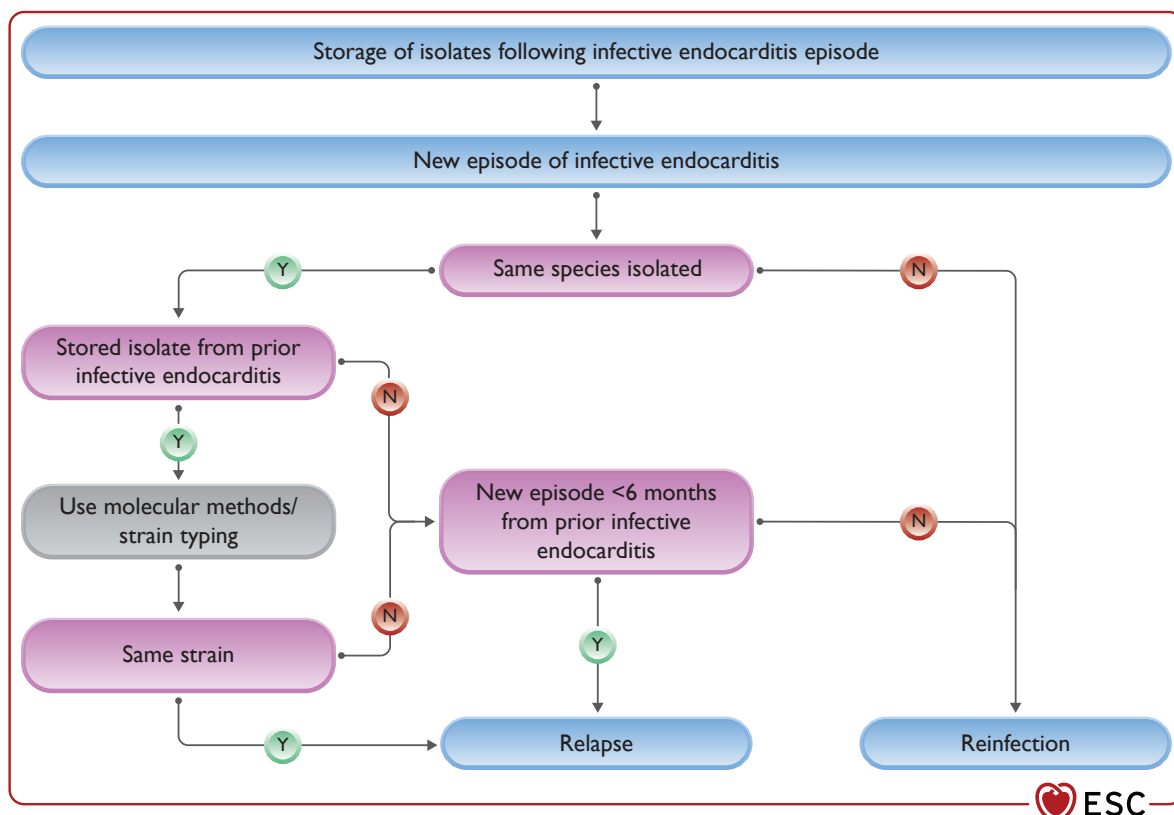 Storage of isolates following infective endocarditis episode
New episode of infective endocarditis
Y
Same species isolated
N
Stored isolate from prior
infective endocarditis
N
Y
Use molecular methods/
strain typing
New episode <6 months
from prior infective
endocarditis
N
N
Same strain
Y
Y
Relapse
Reinfection
ESC